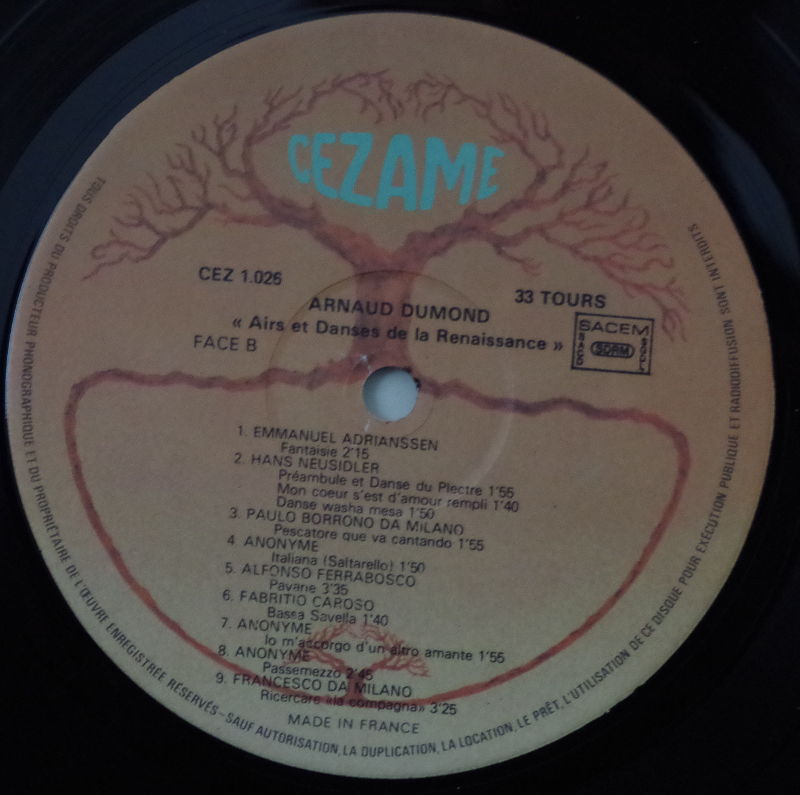 CEZAME
CEZ 1.026
33 TOURS
ARNAUD DUMOND
« Airs et Danses de la Renaissance »
FACE B
SACEM
SACD
SDRM
SGDL
1. EMMANUEL ADRIANSSEN
Fantaisie 2'15
2. HANS NEUSIDLER
Préambule et Danse du Plectre 1'55
Mon coeur s'est d'amour rempli 1'40
Danse washa mesa 1'50
3. PAULO BORRONO DA MILANO
Pescatore que va cantando 1'55
4. ANONYME
Italiana (Saltarello) 1'50
5. ALFONSO FERRABOSCO
Pavane 3'35
6. FABRITIO CAROSO
Bassa Savella 1'40
7. ANONYME
Io m'accorgo d'un altro amante 1'55
8. ANONYME
Passemezzo 2'45
9. FRANCESCO DA MILANO
Ricercare «la compagna» 3'25
MADE IN FRANCE
TOUS DROITS DU PRODUCTEUR PHONOGRAPHIQUE ET DU PROPRIÉTAIRE DE L'ŒUVRE ENREGISTRÉE RÉSERVÉS - SAUF AUTORISATION, LA DUPLICATION, LA LOCATION, LE PRÊT, L'UTILISATION DE CE DISQUE POUR EXÉCUTION PUBLIQUE ET RADIODIFFUSION SONT INTERDITS